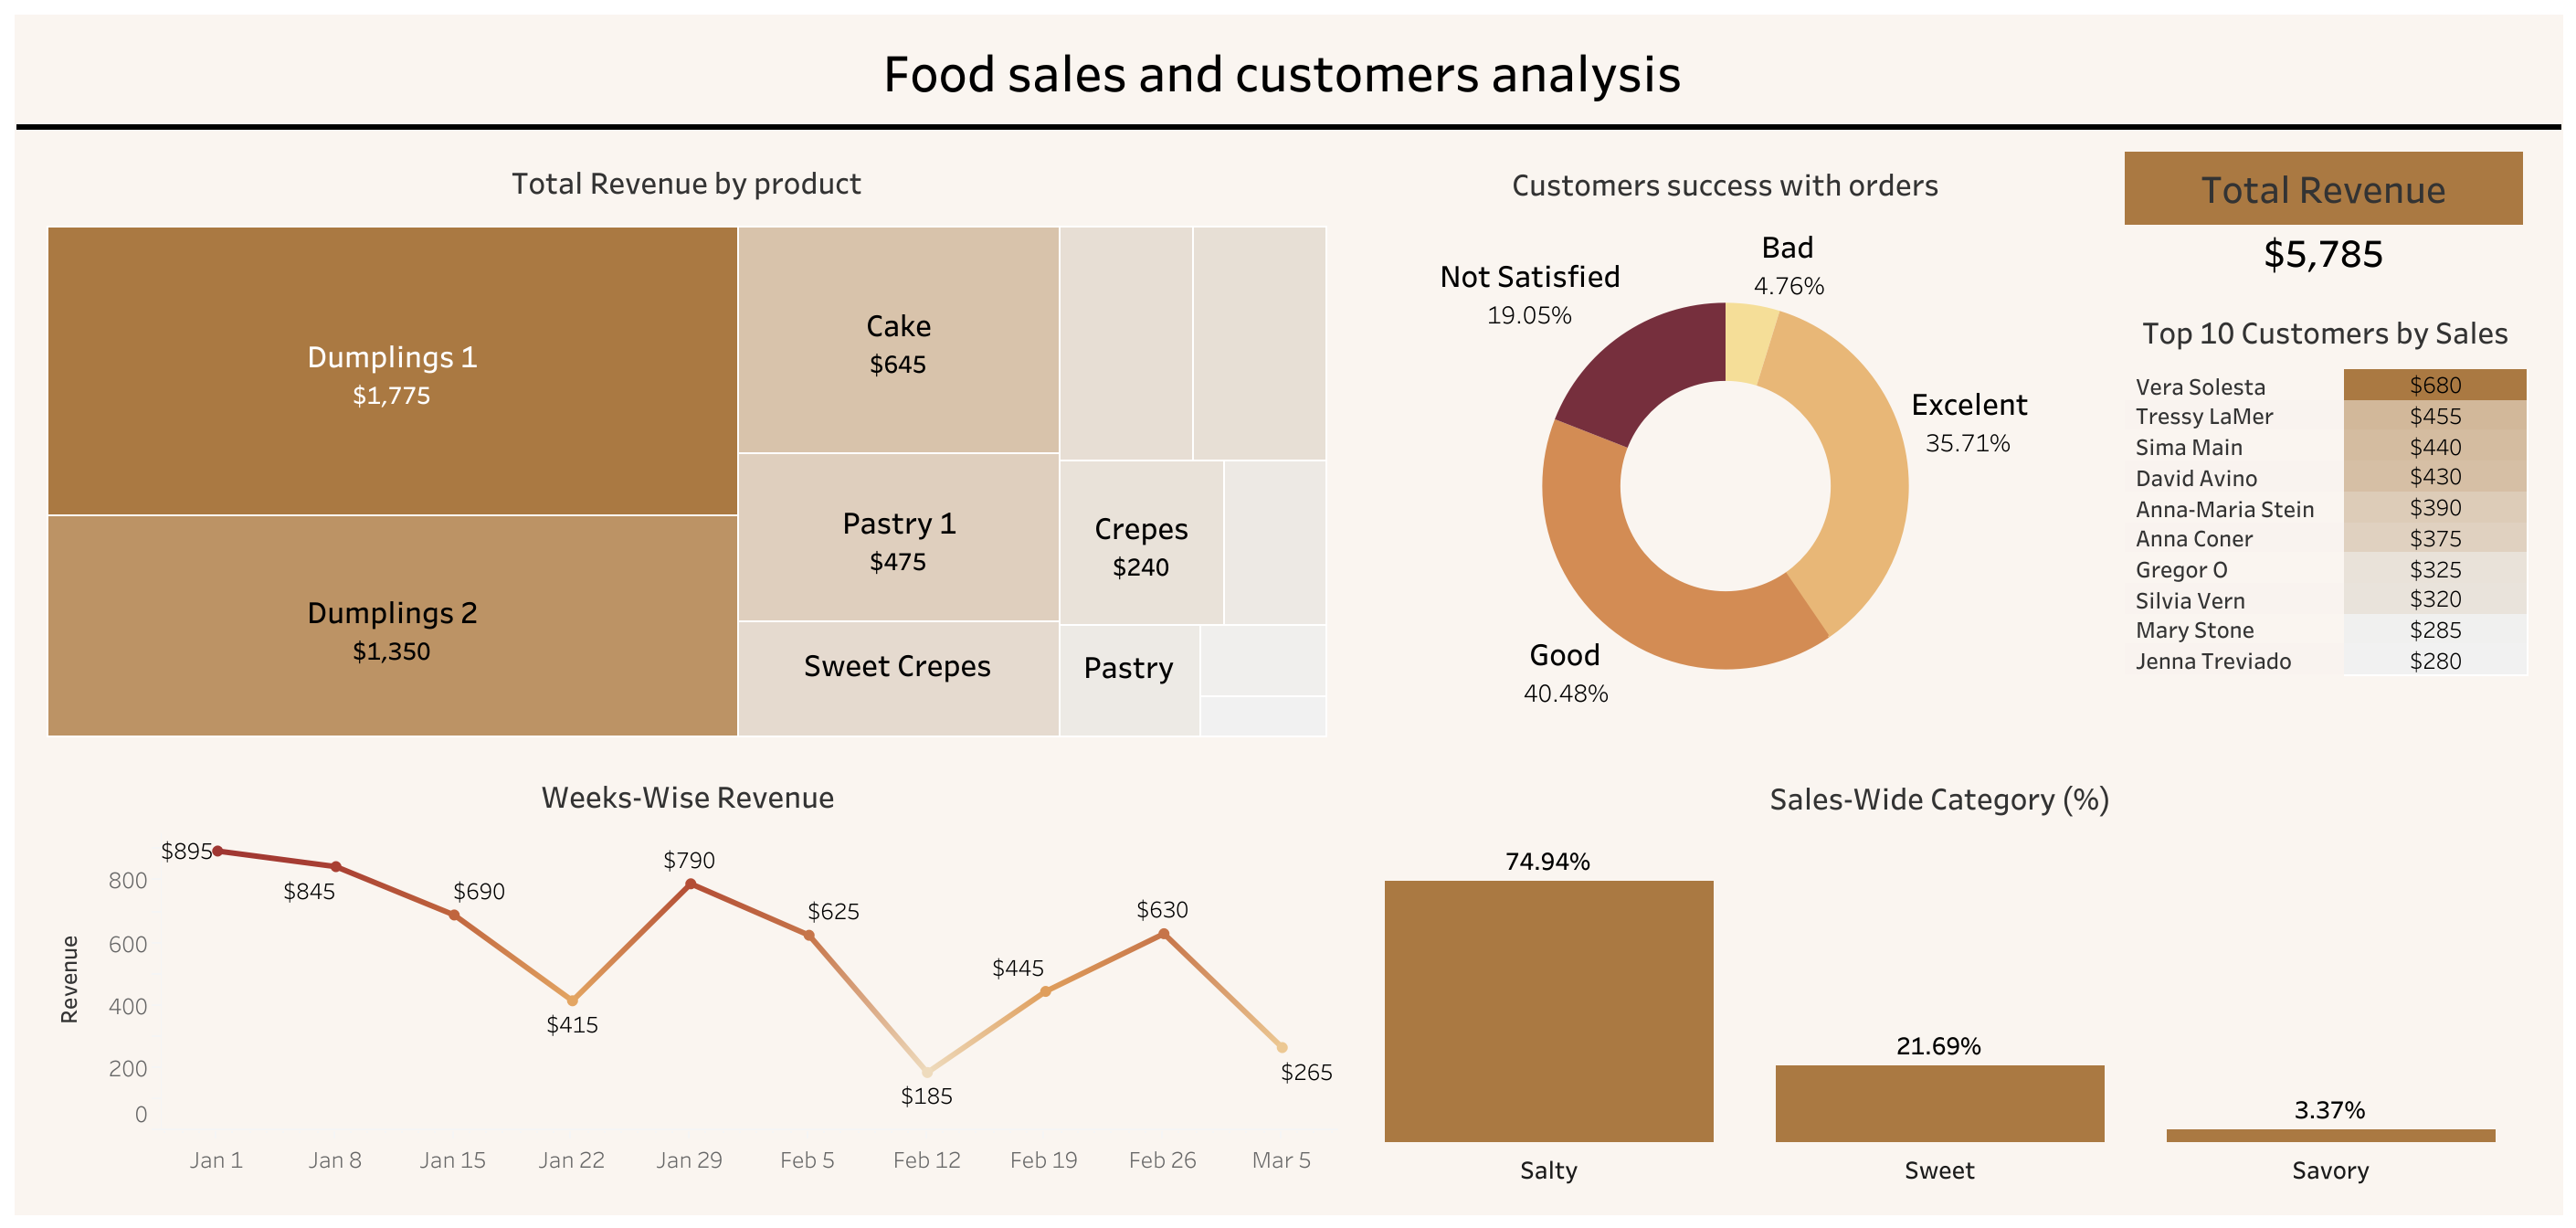 Food sales and customers analysis
Total Revenue by product
Dumplings 1
$1,775
Dumplings 2
$1,350
Cake
$645
Pastry 1
$475
Sweet Crepes
Crepes
$240
Pastry
Customers success with orders
Bad
4.76%
Not Satisfied
19.05%
Excelent
35.71%
Good
40.48%
Total Revenue
$5,785
Top 10 Customers by Sales
Vera Solesta $680
Tressy LaMer $455
Sima Main $440
David Avino $430
Anna-Maria Stein $390
Anna Coner $375
Gregor O $325
Silvia Vern $320
Mary Stone $285
Jenna Treviado $280
Weeks-Wise Revenue
Revenue
800
600
400
200
0
$895
$845
$690
$415
$790
$625
$185
$445
$630
$265
Jan 1 Jan 8 Jan 15 Jan 22 Jan 29 Feb 5 Feb 12 Feb 19 Feb 26 Mar 5
Sales-Wide Category (%)
74.94%
21.69%
3.37%
Salty Sweet Savory